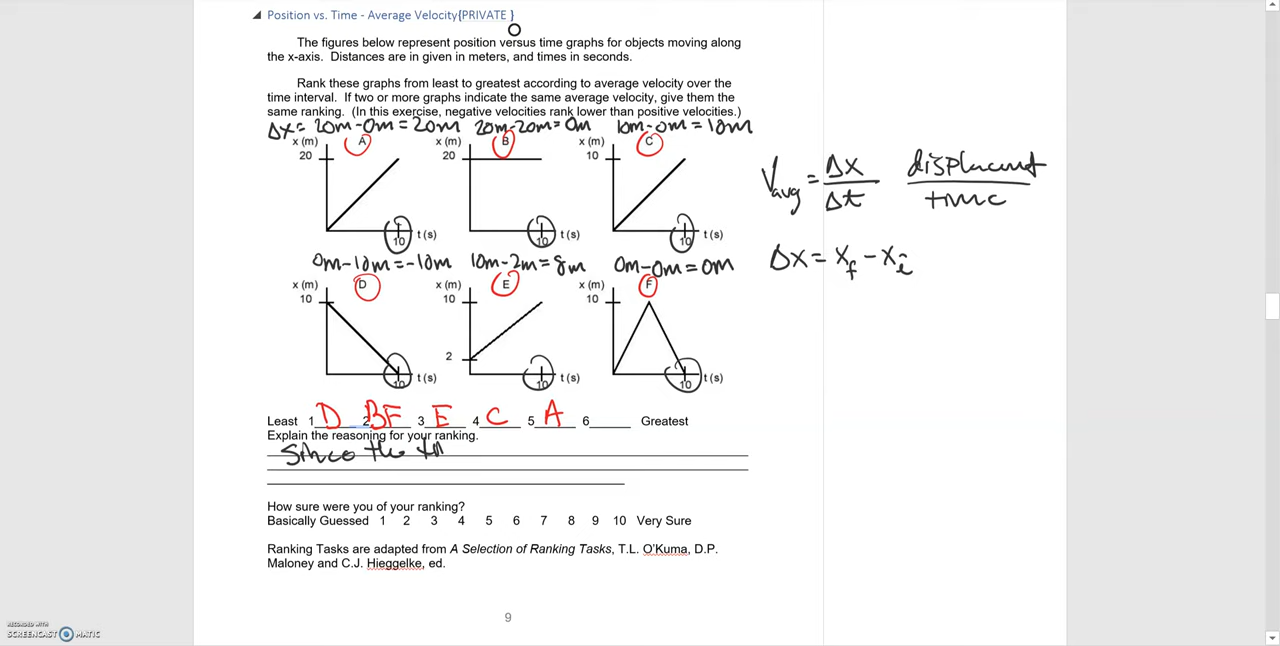 Position vs. Time - Average Velocity{PRIVATE }
The figures below represent position versus time graphs for objects moving along
the x-axis. Distances are in given in meters, and times in seconds.
Rank these graphs from least to greatest according to average velocity over the
time interval. If two or more graphs indicate the same average velocity, give them the
same ranking. (In this exercise, negative velocities rank lower than positive velocities.)
Δx = 20m-0m = 20m 20m-20m = 0m 10m-0m = 10m
x (m) A x (m) B x (m) C
20 20 10
10 t (s) 10 t (s) 10 t (s)
V avg = Δx/Δt displacement/time
Δx = xf - xi
0m-10m = -10m 10m-2m = 8m 0m-0m = 0m
x (m) D x (m) E x (m) F
10 10 10
2
10 t (s) 10 t (s) 10 t (s)
Least 1 D 2 BF 3 E 4 C 5 A 6______ Greatest
Explain the reasoning for your ranking.
Since the
How sure were you of your ranking?
Basically Guessed 1 2 3 4 5 6 7 8 9 10 Very Sure
Ranking Tasks are adapted from A Selection of Ranking Tasks, T.L. O'Kuma, D.P.
Maloney and C.J. Hieggelke, ed.
9
RECORDED WITH
SCREENCAST MATIC